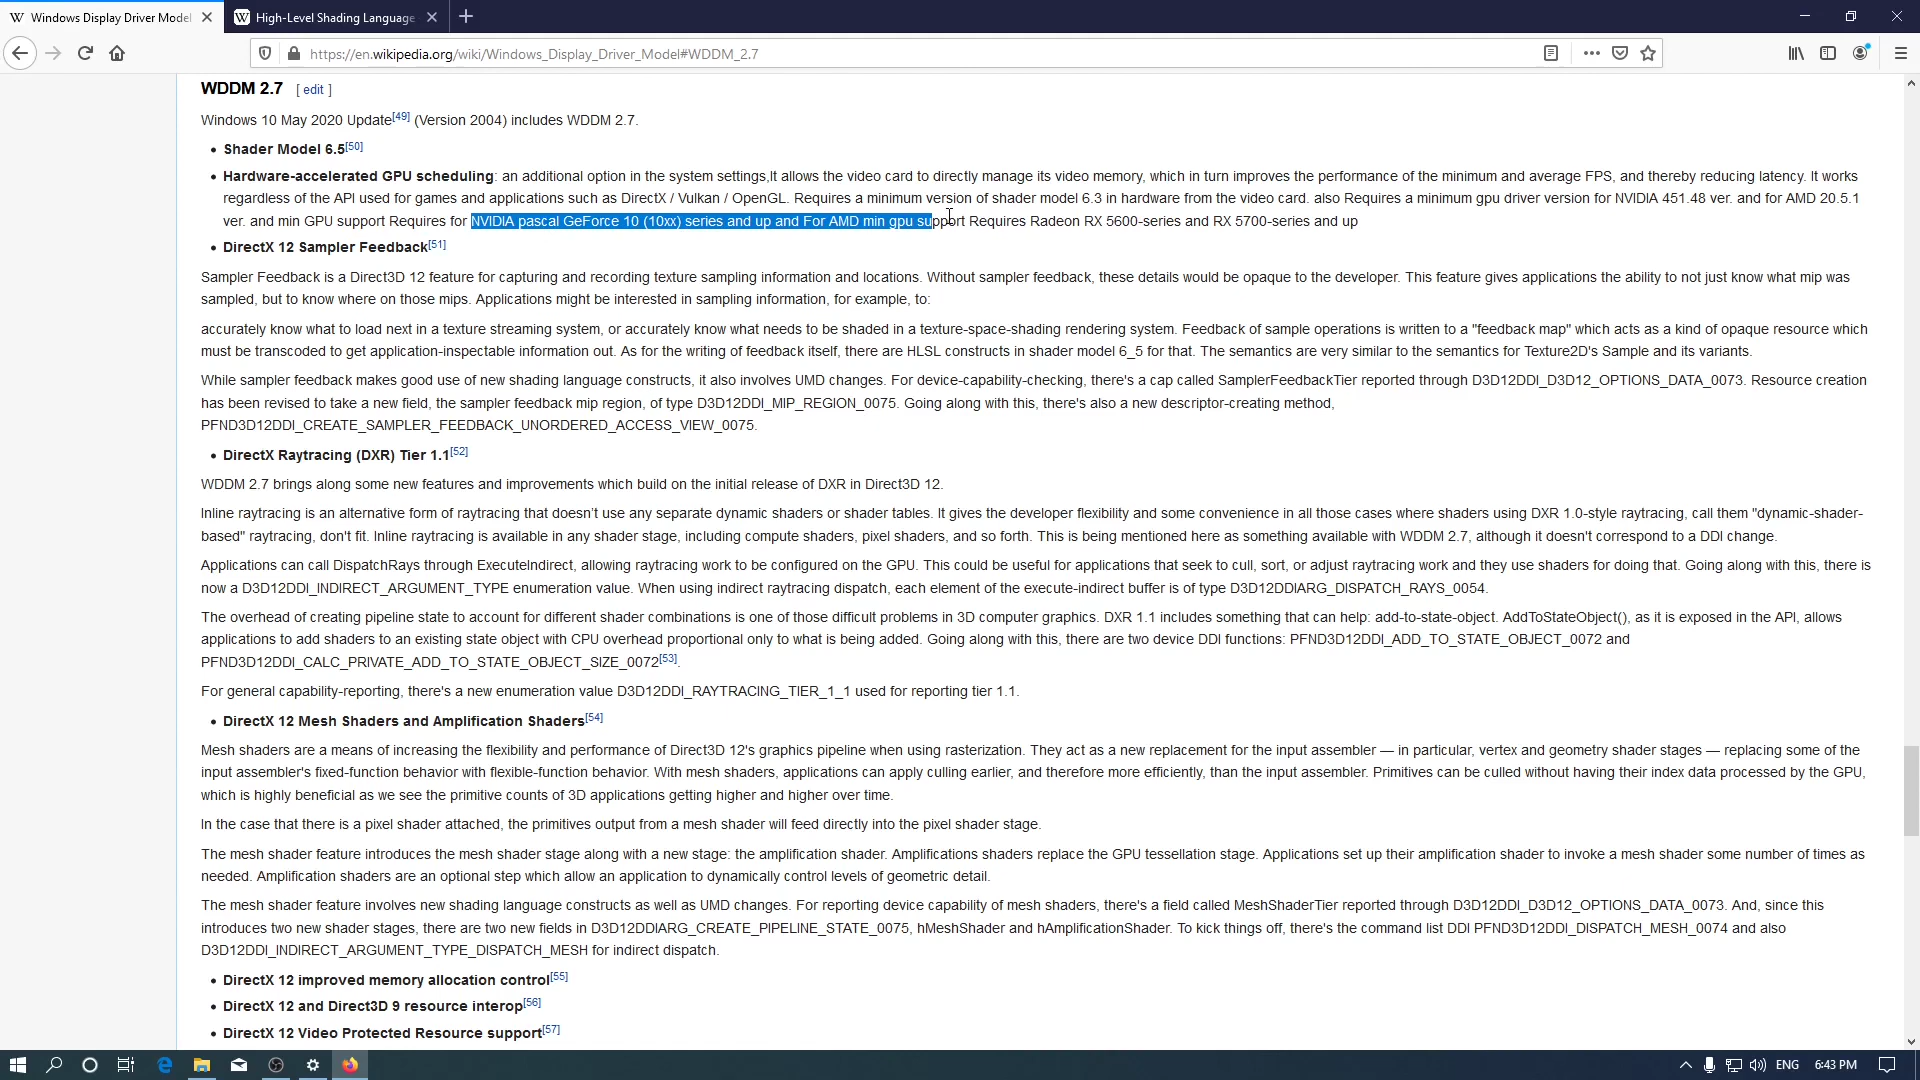 Windows Display Driver Model
High-Level Shading Language
https://en.wikipedia.org/wiki/Windows_Display_Driver_Model#WDDM_2.7
WDDM 2.7 [ edit ]
Windows 10 May 2020 Update[49] (Version 2004) includes WDDM 2.7.
• Shader Model 6.5[50]
• Hardware-accelerated GPU scheduling: an additional option in the system settings,It allows the video card to directly manage its video memory, which in turn improves the performance of the minimum and average FPS, and thereby reducing latency. It works
regardless of the API used for games and applications such as DirectX / Vulkan / OpenGL. Requires a minimum version of shader model 6.3 in hardware from the video card. also Requires a minimum gpu driver version for NVIDIA 451.48 ver. and for AMD 20.5.1
ver. and min GPU support Requires for NVIDIA pascal GeForce 10 (10xx) series and up and For AMD min gpu support Requires Radeon RX 5600-series and RX 5700-series and up
• DirectX 12 Sampler Feedback[51]
Sampler Feedback is a Direct3D 12 feature for capturing and recording texture sampling information and locations. Without sampler feedback, these details would be opaque to the developer. This feature gives applications the ability to not just know what mip was
sampled, but to know where on those mips. Applications might be interested in sampling information, for example, to:
accurately know what to load next in a texture streaming system, or accurately know what needs to be shaded in a texture-space-shading rendering system. Feedback of sample operations is written to a "feedback map" which acts as a kind of opaque resource which
must be transcoded to get application-inspectable information out. As for the writing of feedback itself, there are HLSL constructs in shader model 6_5 for that. The semantics are very similar to the semantics for Texture2D's Sample and its variants.
While sampler feedback makes good use of new shading language constructs, it also involves UMD changes. For device-capability-checking, there's a cap called SamplerFeedbackTier reported through D3D12DDI_D3D12_OPTIONS_DATA_0073. Resource creation
has been revised to take a new field, the sampler feedback mip region, of type D3D12DDI_MIP_REGION_0075. Going along with this, there's also a new descriptor-creating method,
PFND3D12DDI_CREATE_SAMPLER_FEEDBACK_UNORDERED_ACCESS_VIEW_0075.
• DirectX Raytracing (DXR) Tier 1.1[52]
WDDM 2.7 brings along some new features and improvements which build on the initial release of DXR in Direct3D 12.
Inline raytracing is an alternative form of raytracing that doesn’t use any separate dynamic shaders or shader tables. It gives the developer flexibility and some convenience in all those cases where shaders using DXR 1.0-style raytracing, call them "dynamic-shader-
based" raytracing, don't fit. Inline raytracing is available in any shader stage, including compute shaders, pixel shaders, and so forth. This is being mentioned here as something available with WDDM 2.7, although it doesn't correspond to a DDI change.
Applications can call DispatchRays through ExecuteIndirect, allowing raytracing work to be configured on the GPU. This could be useful for applications that seek to cull, sort, or adjust raytracing work and they use shaders for doing that. Going along with this, there is
now a D3D12DDI_INDIRECT_ARGUMENT_TYPE enumeration value. When using indirect raytracing dispatch, each element of the execute-indirect buffer is of type D3D12DDIARG_DISPATCH_RAYS_0054.
The overhead of creating pipeline state to account for different shader combinations is one of those difficult problems in 3D computer graphics. DXR 1.1 includes something that can help: add-to-state-object. AddToStateObject(), as it is exposed in the API, allows
applications to add shaders to an existing state object with CPU overhead proportional only to what is being added. Going along with this, there are two device DDI functions: PFND3D12DDI_ADD_TO_STATE_OBJECT_0072 and
PFND3D12DDI_CALC_PRIVATE_ADD_TO_STATE_OBJECT_SIZE_0072[53].
For general capability-reporting, there's a new enumeration value D3D12DDI_RAYTRACING_TIER_1_1 used for reporting tier 1.1.
• DirectX 12 Mesh Shaders and Amplification Shaders[54]
Mesh shaders are a means of increasing the flexibility and performance of Direct3D 12's graphics pipeline when using rasterization. They act as a new replacement for the input assembler — in particular, vertex and geometry shader stages — replacing some of the
input assembler's fixed-function behavior with flexible-function behavior. With mesh shaders, applications can apply culling earlier, and therefore more efficiently, than the input assembler. Primitives can be culled without having their index data processed by the GPU,
which is highly beneficial as we see the primitive counts of 3D applications getting higher and higher over time.
In the case that there is a pixel shader attached, the primitives output from a mesh shader will feed directly into the pixel shader stage.
The mesh shader feature introduces the mesh shader stage along with a new stage: the amplification shader. Amplifications shaders replace the GPU tessellation stage. Applications set up their amplification shader to invoke a mesh shader some number of times as
needed. Amplification shaders are an optional step which allow an application to dynamically control levels of geometric detail.
The mesh shader feature involves new shading language constructs as well as UMD changes. For reporting device capability of mesh shaders, there's a field called MeshShaderTier reported through D3D12DDI_D3D12_OPTIONS_DATA_0073. And, since this
introduces two new shader stages, there are two new fields in D3D12DDIARG_CREATE_PIPELINE_STATE_0075, hMeshShader and hAmplificationShader. To kick things off, there's the command list DDI PFND3D12DDI_DISPATCH_MESH_0074 and also
D3D12DDI_INDIRECT_ARGUMENT_TYPE_DISPATCH_MESH for indirect dispatch.
• DirectX 12 improved memory allocation control[55]
• DirectX 12 and Direct3D 9 resource interop[56]
• DirectX 12 Video Protected Resource support[57]
ENG 6:43 PM